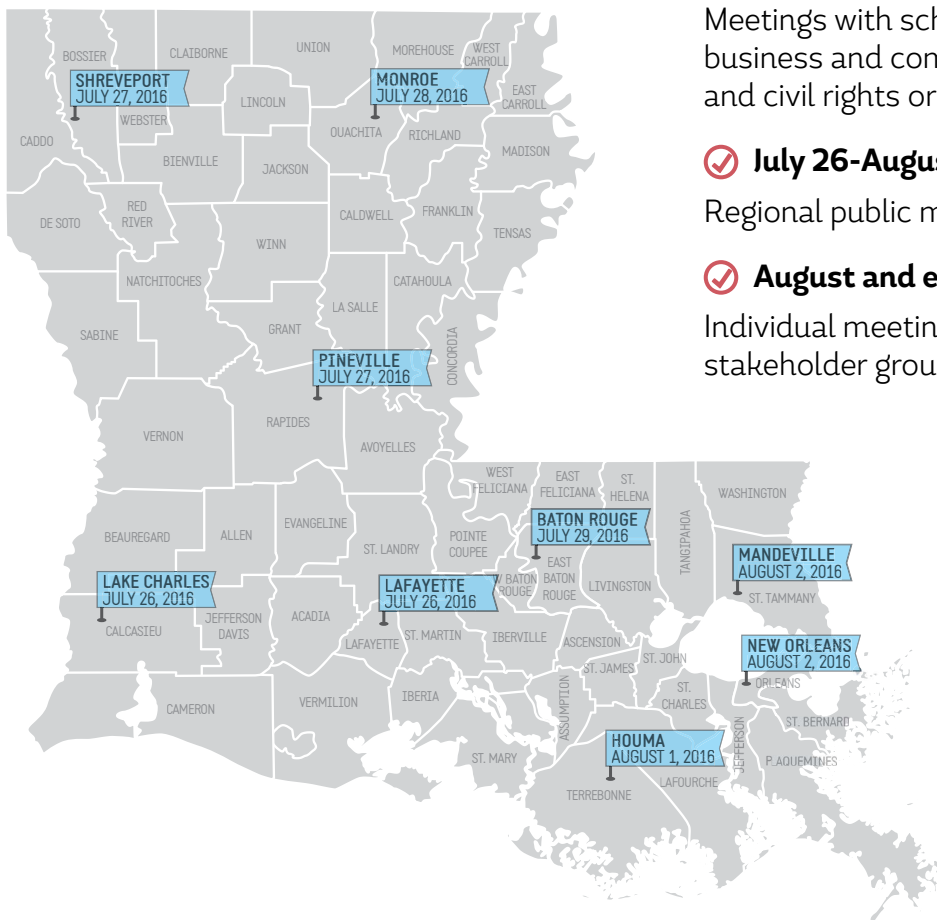 Meetings with sch
business and con
and civil rights or
July 26-Augus
Regional public m
August and e
Individual meetin
stakeholder grou
BOSSIER
CLAIBORNE
UNION
MOREHOUSE
WEST
CARROLL
SHREVEPORT
JULY 27, 2016
MONROE
JULY 28, 2016
EAST
CARROLL
LINCOLN
WEBSTER
OUACHITA
RICHLAND
CADDO
MADISON
BIENVILLE
JACKSON
RED
RIVER
DE SOTO
CALDWELL
FRANKLIN
TENSAS
WINN
NATCHITOCHES
CATAHOULA
LA SALLE
SABINE
GRANT
CONCORDIA
PINEVILLE
JULY 27, 2016
RAPIDES
VERNON
AVOYELLES
WEST
FELICIANA
EAST
FELICIANA
ST.
HELENA
WASHINGTON
TANGIPAHOA
BATON ROUGE
JULY 29, 2016
BEAUREGARD
ALLEN
EVANGELINE
ST. LANDRY
POINTE
COUPEE
EAST
BATON
ROUGE
MANDEVILLE
AUGUST 2, 2016
LAKE CHARLES
JULY 26, 2016
LAFAYETTE
JULY 26, 2016
W BATON
ROUGE
LIVINGSTON
ST. TAMMANY
CALCASIEU
JEFFERSON
DAVIS
ACADIA
LAFAYETTE
ST. MARTIN
IBERVILLE
ASCENSION
ST. JAMES
ST. JOHN
NEW ORLEANS
AUGUST 2, 2016
ORLEANS
CAMERON
VERMILION
IBERIA
ASSUMPTION
ST.
CHARLES
ST. BERNARD
HOUMA
AUGUST 1, 2016
JEFFERSON
PLAQUEMINES
ST. MARY
LAFOURCHE
TERREBONNE